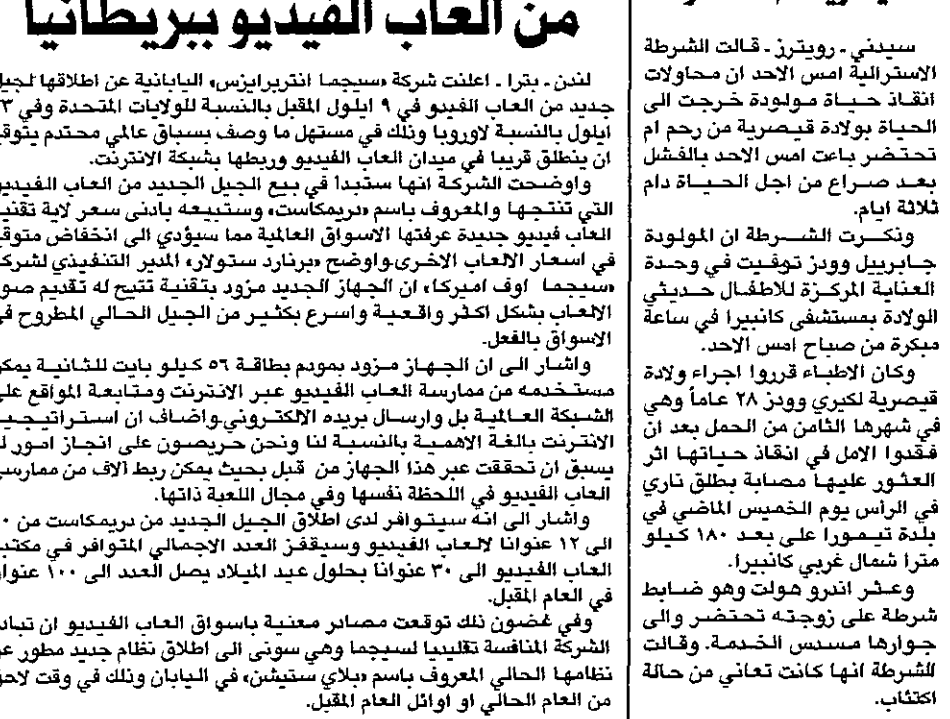 سيدني ـ رويترز ـ قالت الشرطة
الاسترالية امس الاحد ان محاولات
انقاذ حياة مولودة خرجت الى
الحياة بولادة قيصرية من رحم ام
تحتضر باءت امس الاحد بالفشل
بعد صراع من اجل الحياة دام
ثلاثة ايام.
وذكرت الشرطة ان المولودة
جابرييل وودز توفيت في وحدة
العناية المركزة للاطفال حديثي
الولادة بمستشفى كانبيرا في ساعة
مبكرة من صباح امس الاحد.
وكان الاطباء قرروا اجراء ولادة
قيصرية لكيري وودز ٢٨ عاماً وهي
في شهرها الثامن من الحمل بعد ان
فقدوا الامل في انقاذ حياتها اثر
العثور عليها مصابة بطلق ناري
في الراس يوم الخميس الماضي في
بلدة تيمورا على بعد ١٨٠ كيلو
مترا شمال غربي كانبيرا.
وعثر اندرو هولت وهو ضابط
شرطة على زوجته تحتضر والى
جوارها مسدس الخدمة. وقالت
الشرطة انها كانت تعاني من حالة
اكتئاب.
من العاب الفيديو ببريطانيا
لندن ـ بترا ـ اعلنت شركة «سيجما انتربرايزس» اليابانية عن اطلاقها لجيل
جديد من العاب الفيدو في ٩ ايلول المقبل بالنسبة للولايات المتحدة وفي
ايلول بالنسبة لاوروبا وذلك في مستهل ما وصف بسباق عالمي محتدم يتوقع
ان ينطلق قريبا في ميدان العاب الفيديو وربطها بشبكة الانترنت.
واوضحت الشركة انها ستبدا في بيع الجيل الجديد من العاب الفيديو
التي تنتجها والمعروف باسم «دريمكاست» وستبيعه بادنى سعر لاية تقنية
العاب فيديو جديدة عرفتها الاسواق العالمية مما سيؤدي الى انخفاض متوقع
في اسعار الالعاب الاخرى.واوضح «برنارد ستولار» المدير التنفيذي لشركة
«سيجما اوف اميركا» ان الجهاز الجديد مزود بتقنية تتيح له تقديم صور
الالعاب بشكل اكثر واقعية واسرع بكثير من الجيل الحالي المطروح في
الاسواق بالفعل.
واشار الى ان الجهاز مزود بمودم بطاقة ٥٦ كيلو بايت للثانية يمكن
مستخدمه من ممارسة العاب الفيديو عبر الانترنت ومتابعة المواقع على
الشبكة العالمية بل وارسال بريده الالكتروني.واضاف ان استراتيجية
الانترنت بالغة الاهمية بالنسبة لنا ونحن حريصون على انجاز امور لم
يسبق ان تحققت عبر هذا الجهاز من قبل بحيث يمكن ربط آلاف من ممارسي
العاب الفيديو في اللحظة نفسها وفي مجال اللعبة ذاتها.
واشار الى انه سيتوافر لدى اطلاق الجيل الجديد من دريمكاست من
الى ١٢ عنوانا لالعاب الفيديو وسيقفز العدد الاجمالي المتوافر في مكتبة
العاب الفيديو الى ٣٠ عنوانا بحلول عيد الميلاد يصل العدد الى ١٠٠ عنوان
في العام المقبل.
وفي غضون ذلك توقعت مصادر معنية باسواق العاب الفيديو ان تبادر
الشركة المنافسة تقليديا لسيجما وهي سونى الى اطلاق نظام جديد مطور عن
نظامها الحالي المعروف باسم «بلاي ستيشن» في اليابان وذلك في وقت لاحق
من العام الحالي او اوائل العام المقبل.